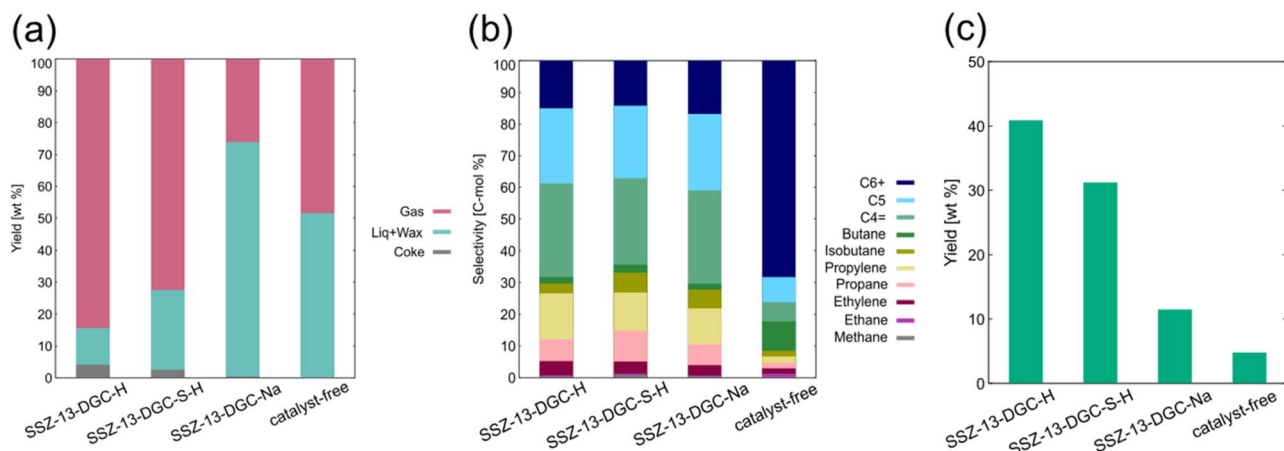 (a)
100
90
80
70
60
50
40
30
20
10
0
Yield [wt %]
SSZ-13-DGC-H
SSZ-13-DGC-S-H
SSZ-13-DGC-Na
catalyst-free
Gas
Liq+Wax
Coke
(b)
100
90
80
70
60
50
40
30
20
10
0
Selectivity [C-mol %]
SSZ-13-DGC-H
SSZ-13-DGC-S-H
SSZ-13-DGC-Na
catalyst-free
C6+
C5
C4=
Butane
Isobutane
Propylene
Propane
Ethylene
Ethane
Methane
(c)
50
40
30
20
10
0
Yield [wt %]
SSZ-13-DGC-H
SSZ-13-DGC-S-H
SSZ-13-DGC-Na
catalyst-free